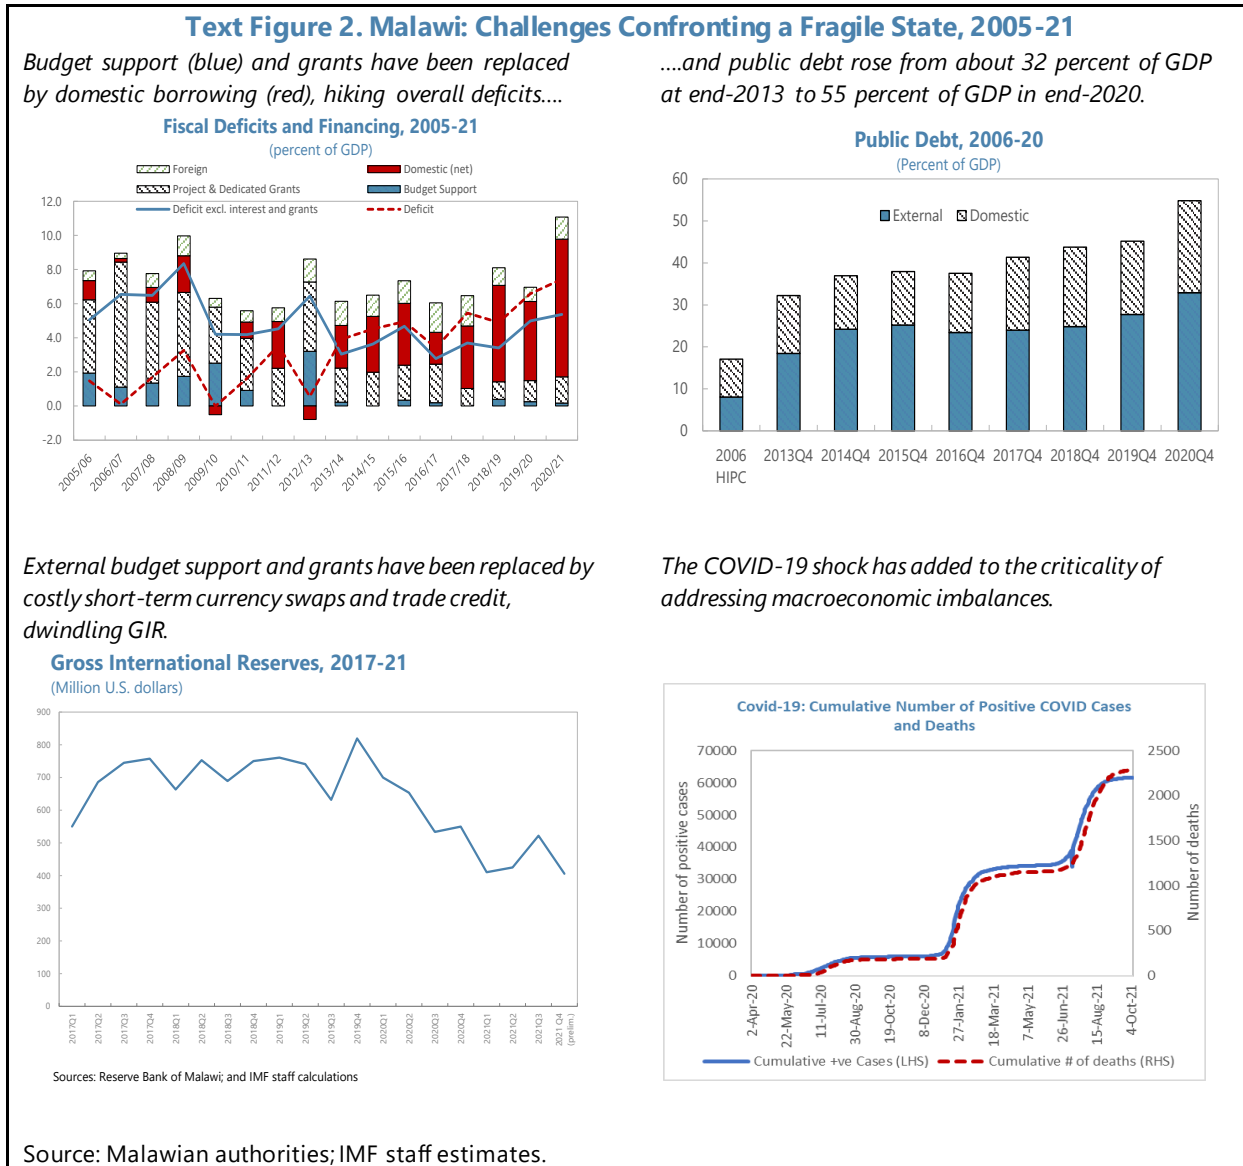 Text Figure 2. Malawi: Challenges Confronting a Fragile State, 2005-21
Budget support (blue) and grants have been replaced
by domestic borrowing (red), hiking overall deficits....
Fiscal Deficits and Financing, 2005-21
(percent of GDP)
Foreign
Domestic (net)
Project & Dedicated Grants
Budget Support
Deficit excl. interest and grants
Deficit
12.0
10.0
8.0
6.0
4.0
2.0
0.0
-2.0
2005/06
2006/07
2007/08
2008/09
2009/10
2010/11
2011/12
2012/13
2013/14
2014/15
2015/16
2016/17
2017/18
2018/19
2019/20
2020/21
....and public debt rose from about 32 percent of GDP
at end-2013 to 55 percent of GDP in end-2020.
Public Debt, 2006-20
(Percent of GDP)
60
50
40
30
20
10
0
External
Domestic
2006
HIPC
2013Q4
2014Q4
2015Q4
2016Q4
2017Q4
2018Q4
2019Q4
2020Q4
External budget support and grants have been replaced by
costly short-term currency swaps and trade credit,
dwindling GIR.
Gross International Reserves, 2017-21
(Million U.S. dollars)
900
800
700
600
500
400
300
200
100
0
2017Q1
2017Q2
2017Q3
2017Q4
2018Q1
2018Q2
2018Q3
2018Q4
2019Q1
2019Q2
2019Q3
2019Q4
2020Q1
2020Q2
2020Q3
2020Q4
2021Q1
2021Q2
2021Q3
2021 Q4
(prelim.)
Sources: Reserve Bank of Malawi; and IMF staff calculations
The COVID-19 shock has added to the criticality of
addressing macroeconomic imbalances.
Covid-19: Cumulative Number of Positive COVID Cases
and Deaths
Number of positive cases
70000
60000
50000
40000
30000
20000
10000
0
2500
2000
1500
1000
500
0
Number of deaths
2-Apr-20
22-May-20
11-Jul-20
30-Aug-20
19-Oct-20
8-Dec-20
27-Jan-21
18-Mar-21
7-May-21
26-Jun-21
15-Aug-21
4-Oct-21
Cumulative +ve Cases (LHS)
Cumulative # of deaths (RHS)
Source: Malawian authorities; IMF staff estimates.